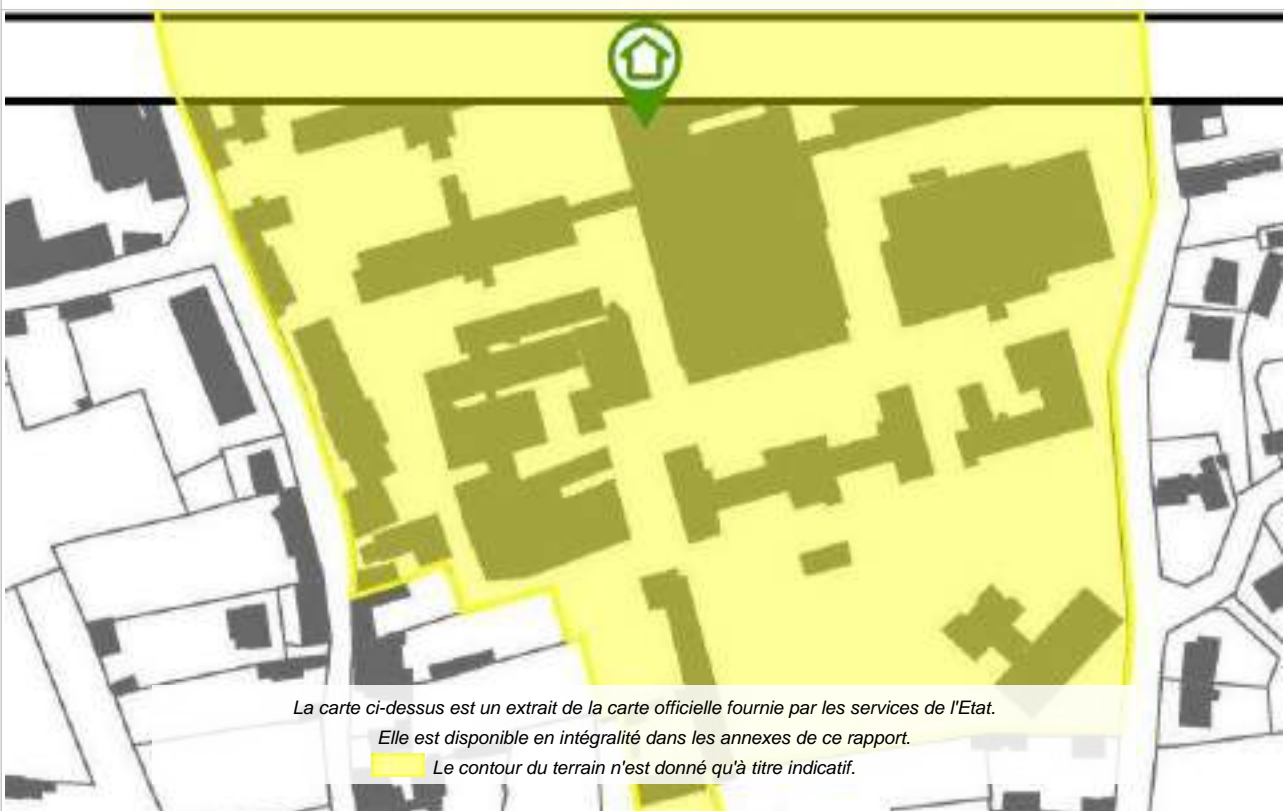 La carte ci-dessus est un extrait de la carte officielle fournie par les services de l'Etat.
Elle est disponible en intégralité dans les annexes de ce rapport.
Le contour du terrain n'est donné qu'à titre indicatif.